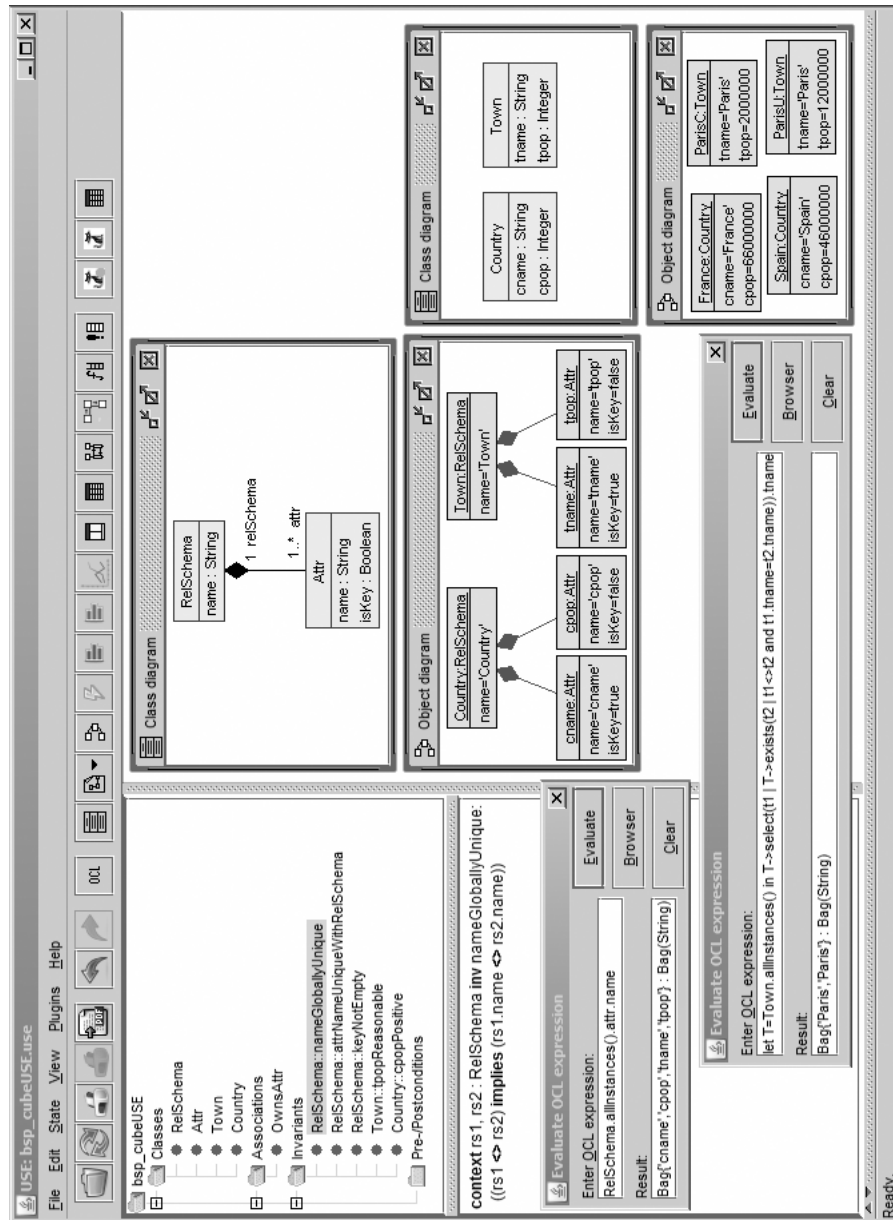 USE: bsp_cubeUSE.use
File Edit State View Plugins Help
OCL
bsp_cubeUSE
Classes
RelSchema
Attr
Town
Country
Associations
OwnsAttr
Invariants
RelSchema::nameGloballyUnique
RelSchema::attrNameUniqueWithRelSchema
RelSchema::keyNotEmpty
Town::tpopReasonable
Country::cpopPositive
Pre-/Postconditions
context rs1, rs2 : RelSchema inv nameGloballyUnique:
((rs1 <> rs2) implies (rs1.name <> rs2.name))
Class diagram
RelSchema
name : String
1 relSchema
1..* attr
Attr
name : String
isKey : Boolean
Object diagram
Country:RelSchema
name='Country'
Town:RelSchema
name='Town'
cname:Attr
name='cname'
isKey=true
cpop:Attr
name='cpop'
isKey=false
tname:Attr
name='tname'
isKey=true
tpop:Attr
name='tpop'
isKey=false
Class diagram
Country
cname : String
cpop : Integer
Town
tname : String
tpop : Integer
Object diagram
France:Country
cname='France'
cpop=66000000
ParisC:Town
tname='Paris'
tpop=2000000
Spain:Country
cname='Spain'
cpop=46000000
ParisU:Town
tname='Paris'
tpop=12000000
Evaluate OCL expression
Enter OCL expression:
RelSchema.allInstances().attr.name
Result:
Bag{'cname','cpop','tname','tpop'} : Bag(String)
Evaluate
Browser
Clear
Evaluate OCL expression
Enter OCL expression:
let T=Town.allInstances() in T->select(t1 | T->exists(t2 | t1<>t2 and t1.tname=t2.tname)).tname
Result:
Bag{'Paris','Paris'} : Bag(String)
Evaluate
Browser
Clear
Ready.